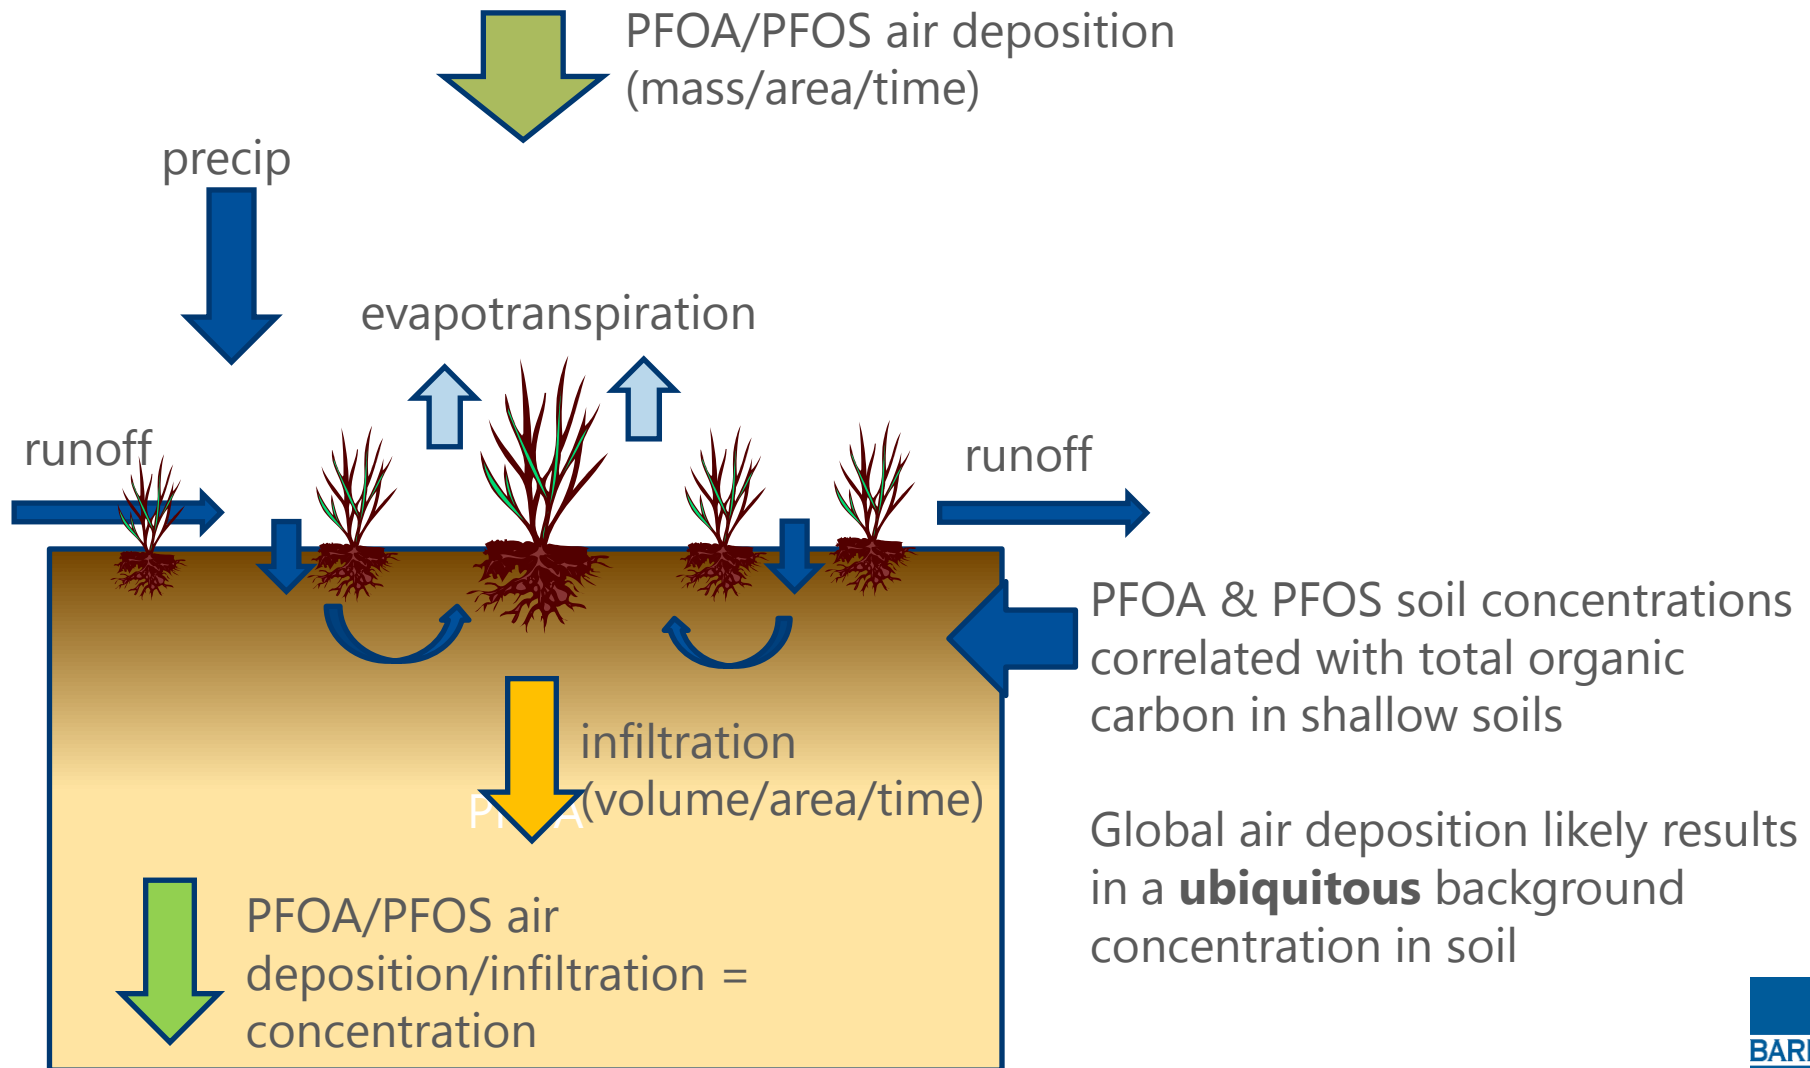 PFOA/PFOS air deposition
(mass/area/time)
precip
evapotranspiration
runoff
runoff
PFOA & PFOS soil concentrations
correlated with total organic
carbon in shallow soils
infiltration
(volume/area/time)
Global air deposition likely results
in a ubiquitous background
concentration in soil
PFOA/PFOS air
deposition/infiltration =
concentration